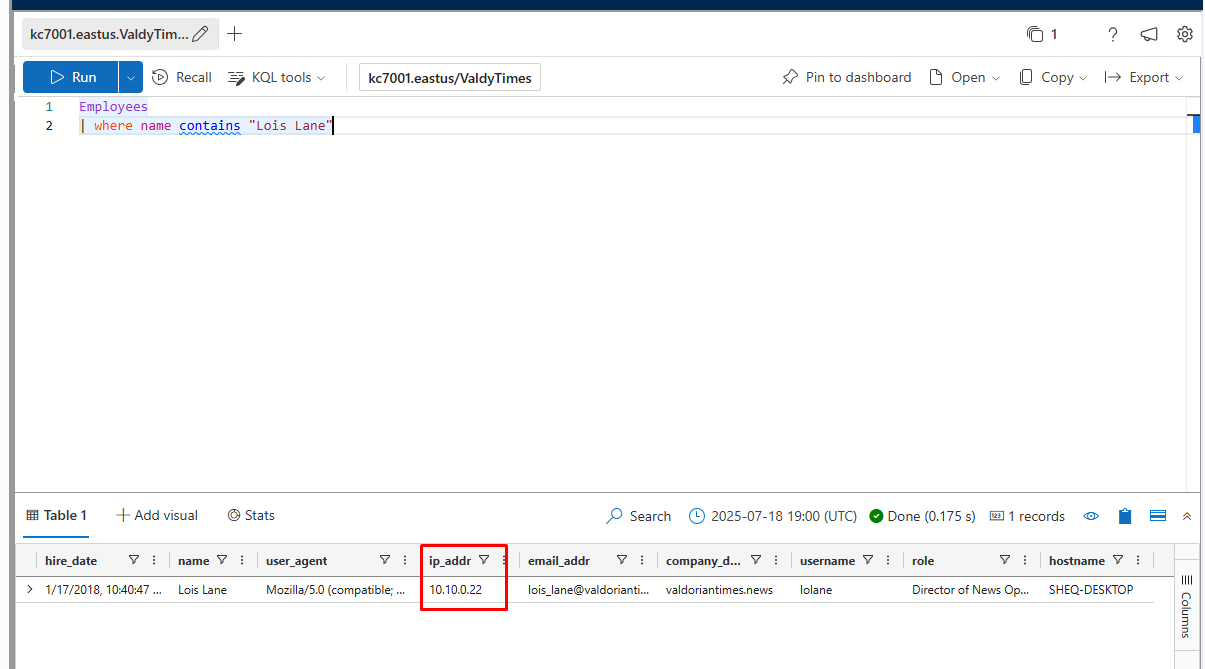 kc7001.eastus.ValdyTim...
1
Run
Recall
KQL tools
kc7001.eastus/ValdyTimes
Pin to dashboard
Open
Copy
Export
1 Employees
2 | where name contains "Lois Lane"
Table 1
Add visual
Stats
Search
2025-07-18 19:00 (UTC)
Done (0.175 s)
1 records
hire_date name user_agent ip_addr email_addr company_d... username role hostname
1/17/2018, 10:40:47 ... Lois Lane Mozilla/5.0 (compatible; ... 10.10.0.22 lois_lane@valdorianti... valdoriantimes.news lolane Director of News Op... SHEQ-DESKTOP
Columns